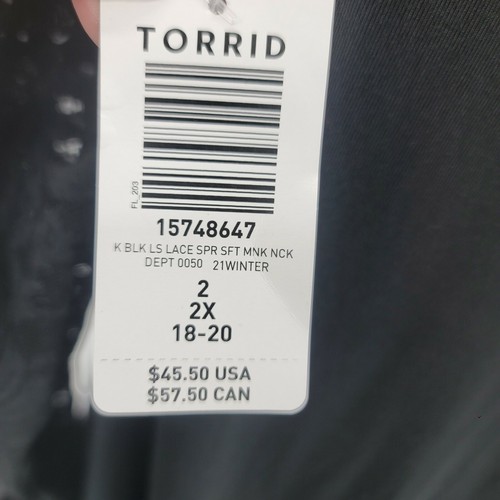 TORRID
FL_203
15748647
K BLK LS LACE SPR SFT MNK NCK
DEPT 0050 21WINTER
2
2X
18-20
$45.50 USA
$57.50 CAN